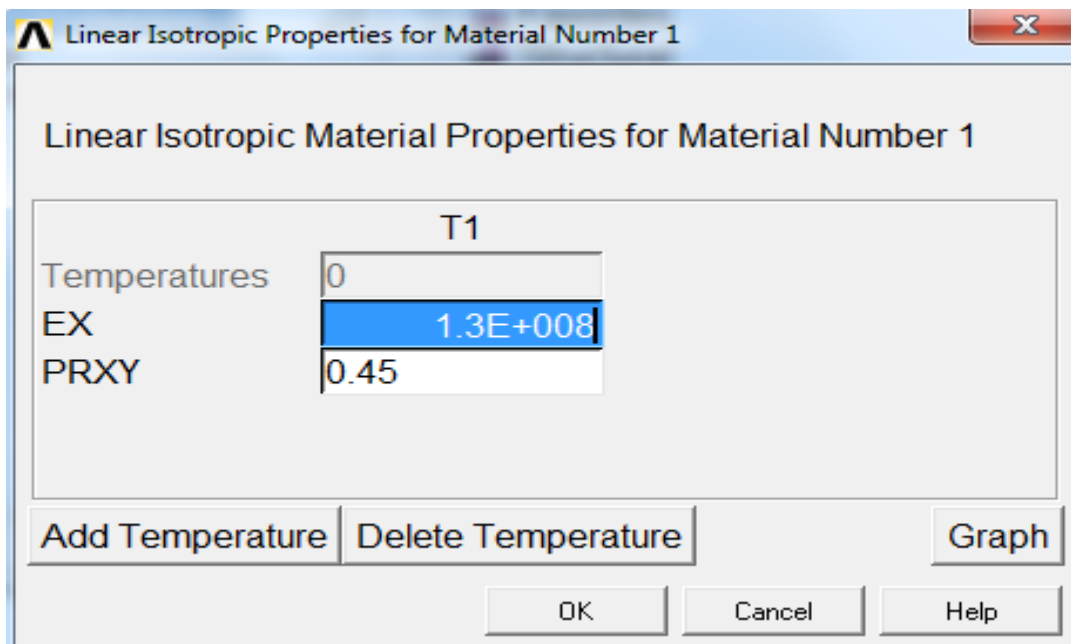 Linear Isotropic Properties for Material Number 1
Linear Isotropic Material Properties for Material Number 1
T1
Temperatures 0
EX 1.3E+008
PRXY 0.45
Add Temperature Delete Temperature Graph
OK Cancel Help